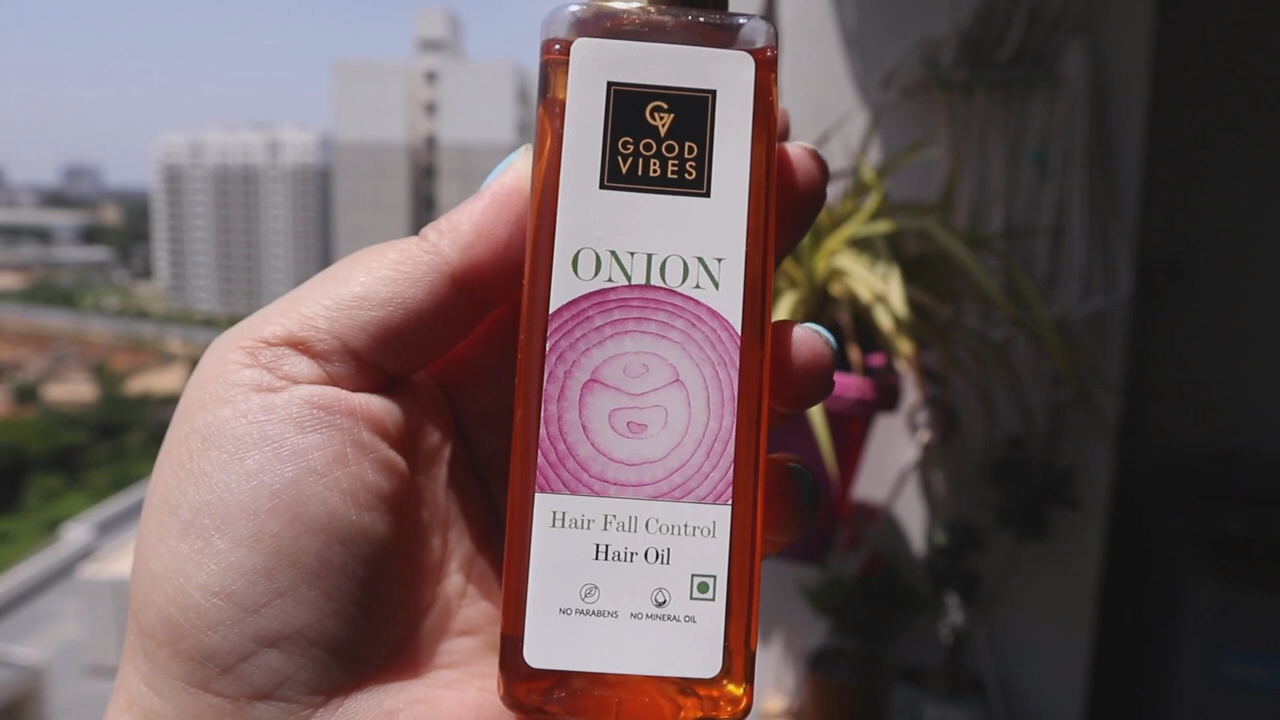 GV
GOOD
VIBES
ONION
Hair Fall Control
Hair Oil
NO PARABENS NO MINERAL OIL